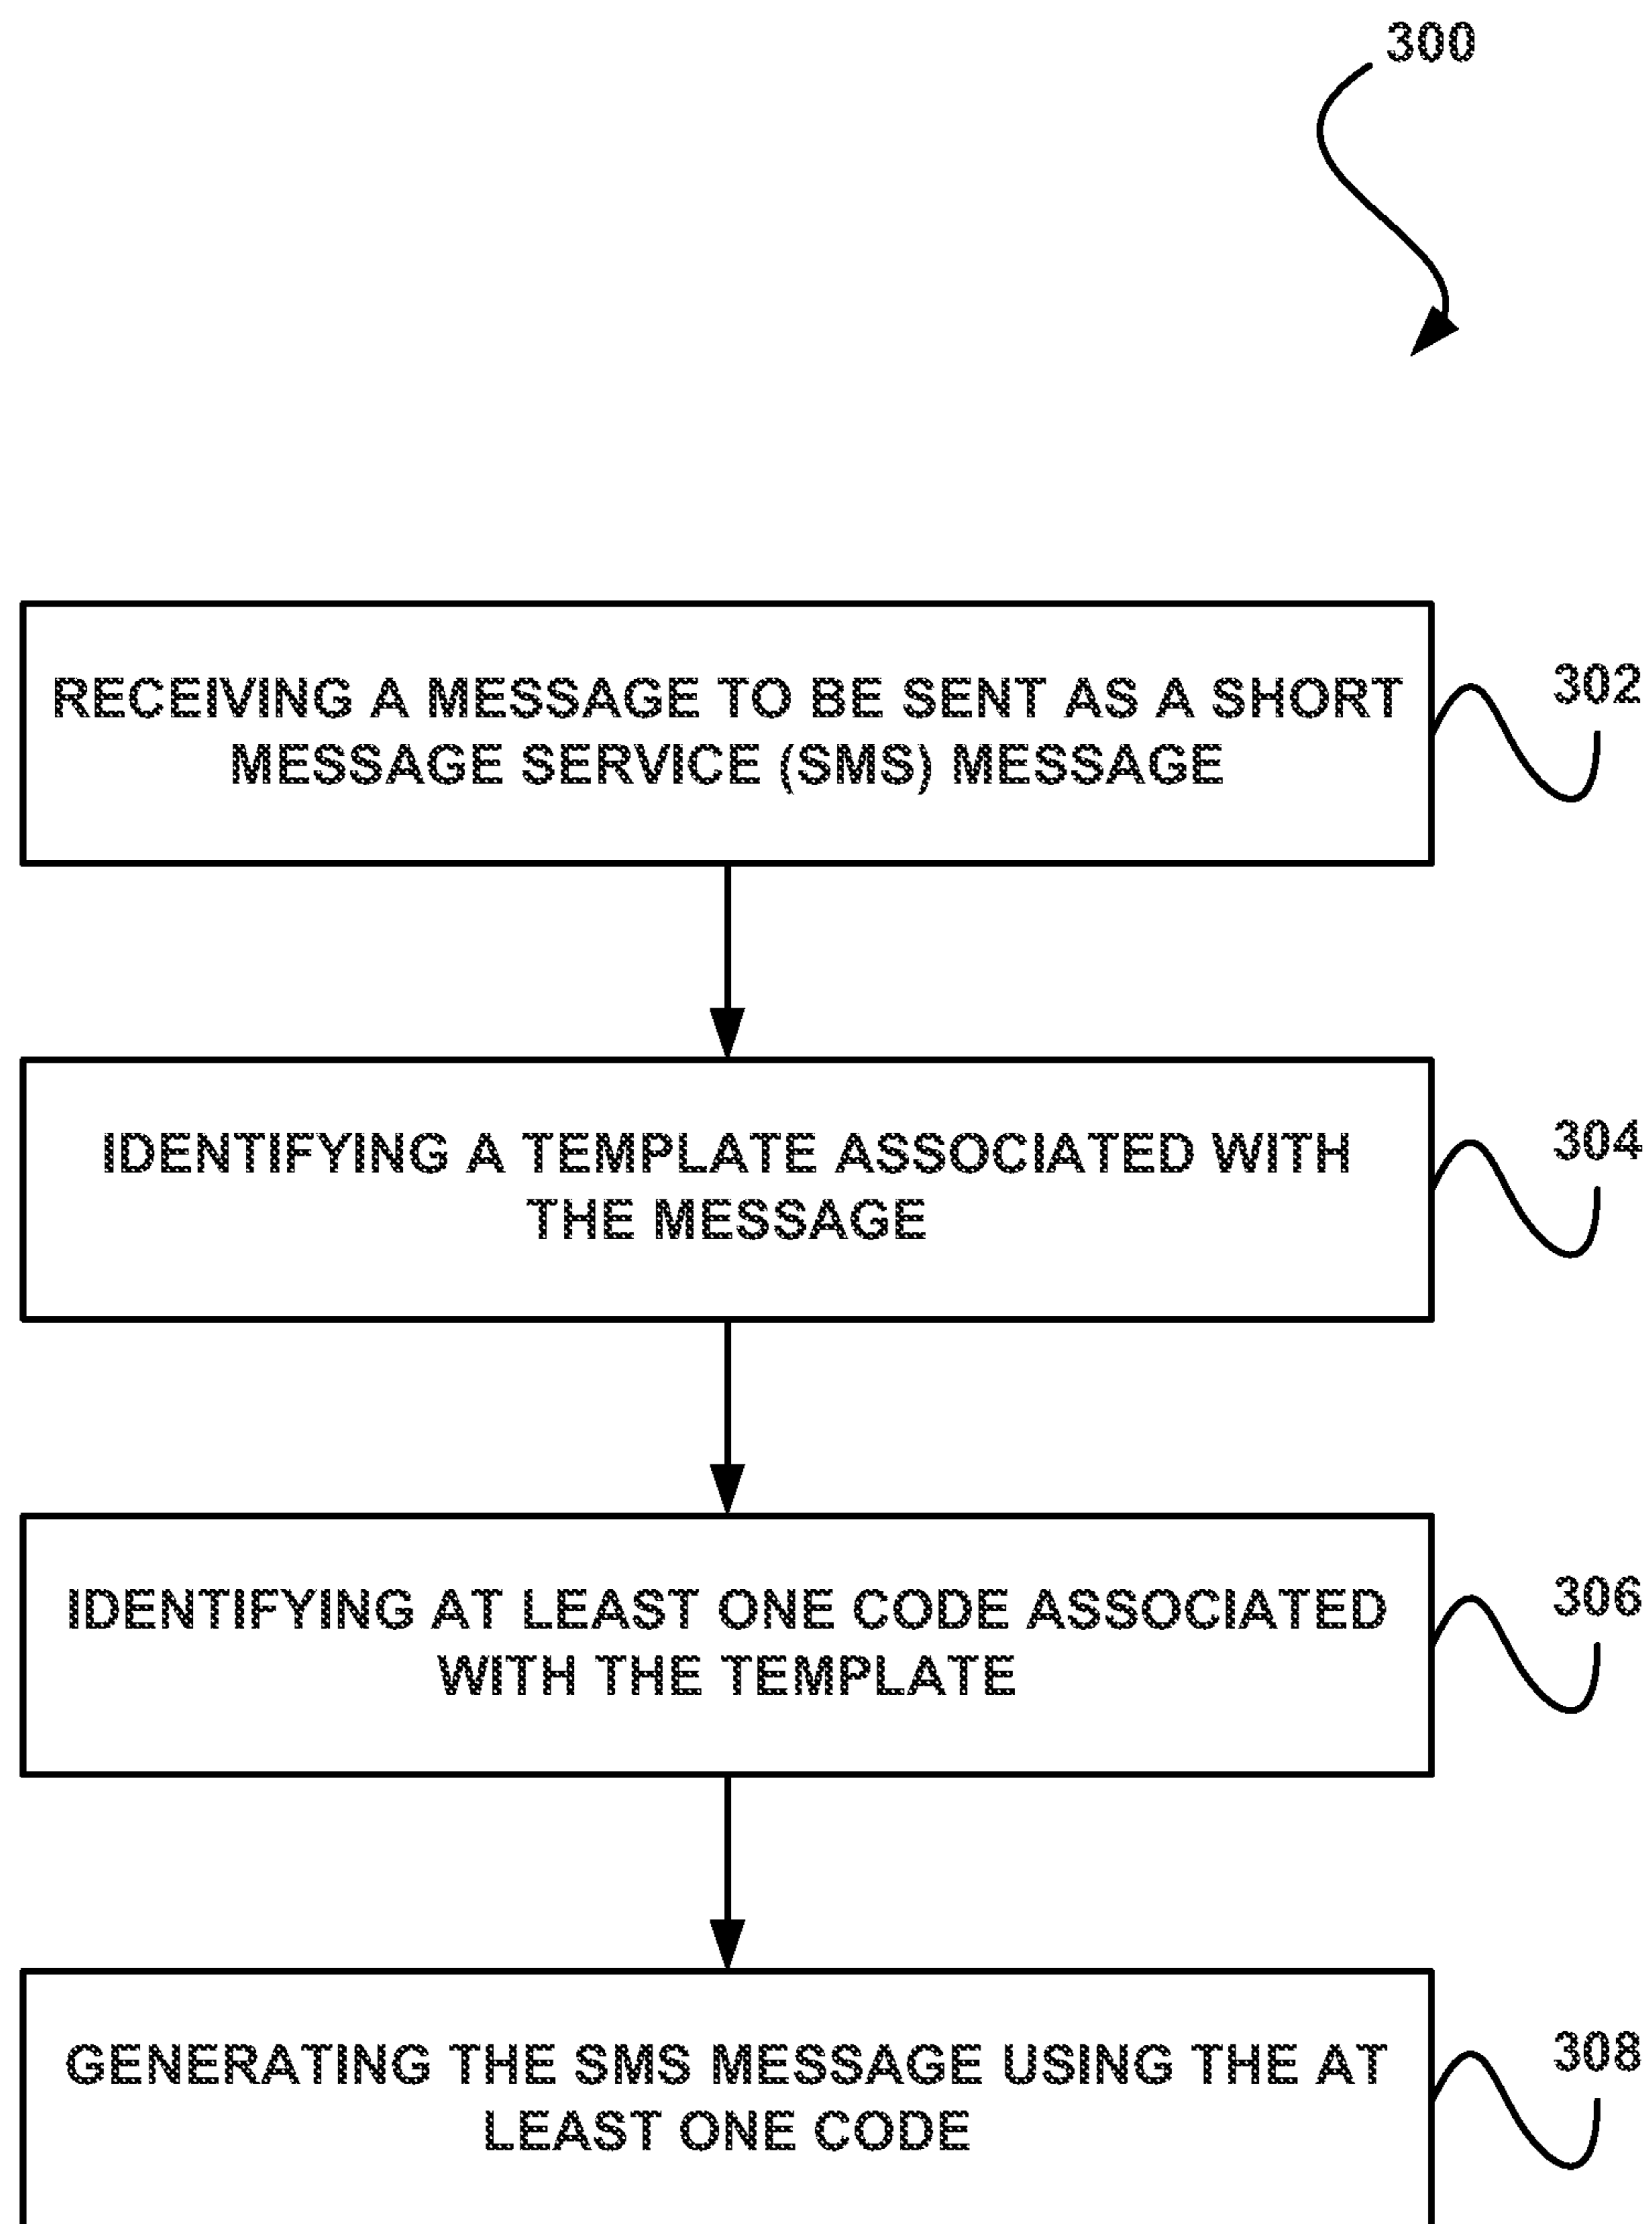 300
RECEIVING A MESSAGE TO BE SENT AS A SHORT
MESSAGE SERVICE (SMS) MESSAGE
302
IDENTIFYING A TEMPLATE ASSOCIATED WITH
THE MESSAGE
304
IDENTIFYING AT LEAST ONE CODE ASSOCIATED
WITH THE TEMPLATE
306
GENERATING THE SMS MESSAGE USING THE AT
LEAST ONE CODE
308